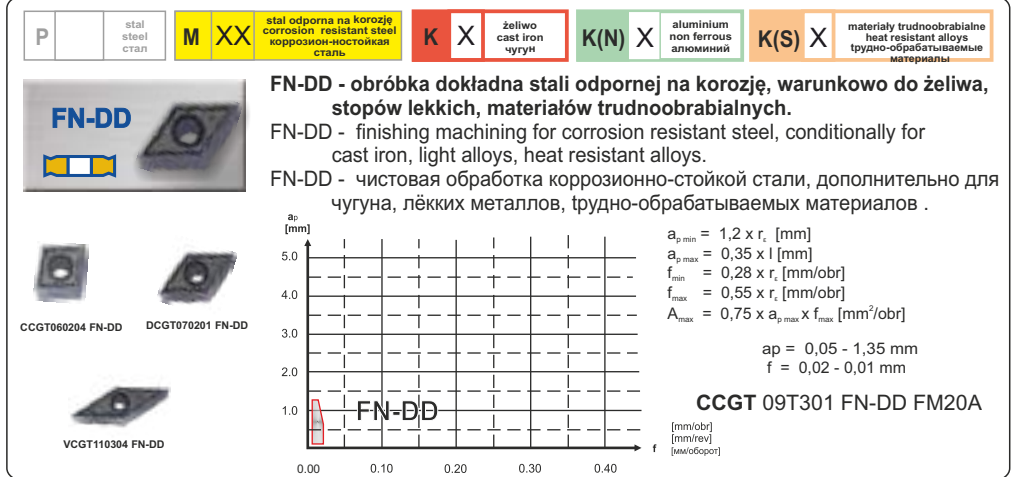 P
stal
steel
стал
M XX
stal odporna na korozję
corrosion resistant steel
коррозион-ностойкая
сталь
K X
żeliwo
cast iron
чугун
K(N) X
aluminium
non ferrous
алюминий
K(S) X
materiały trudnoobrabialne
heat resistant alloys
tрудно-обрабатываемые
материалы
FN-DD
FN-DD - obróbka dokładna stali odpornej na korozję, warunkowo do żeliwa,
stopów lekkich, materiałów trudnoobrabialnych.
FN-DD - finishing machining for corrosion resistant steel, conditionally for
cast iron, light alloys, heat resistant alloys.
FN-DD - чистовая обработка коррозионно-стойкой стали, дополнительно для
чугуна, лёкких металлов, tрудно-обрабатываемых материалов .
CCGT060204 FN-DD
DCGT070201 FN-DD
VCGT110304 FN-DD
ap
[mm]
5.0
4.0
3.0
2.0
1.0
FN-DD
0.00 0.10 0.20 0.30 0.40
f
[mm/obr]
[mm/rev]
[мм/оборот]
ap min = 1,2 x rε [mm]
ap max = 0,35 x l [mm]
fmin = 0,28 x rε [mm/obr]
fmax = 0,55 x rε [mm/obr]
Amax = 0,75 x ap max x fmax [mm²/obr]
ap = 0,05 - 1,35 mm
f = 0,02 - 0,01 mm
CCGT 09T301 FN-DD FM20A